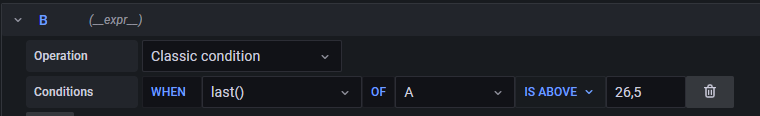 B (__expr__)
Operation Classic condition
Conditions WHEN last() OF A IS ABOVE 26,5